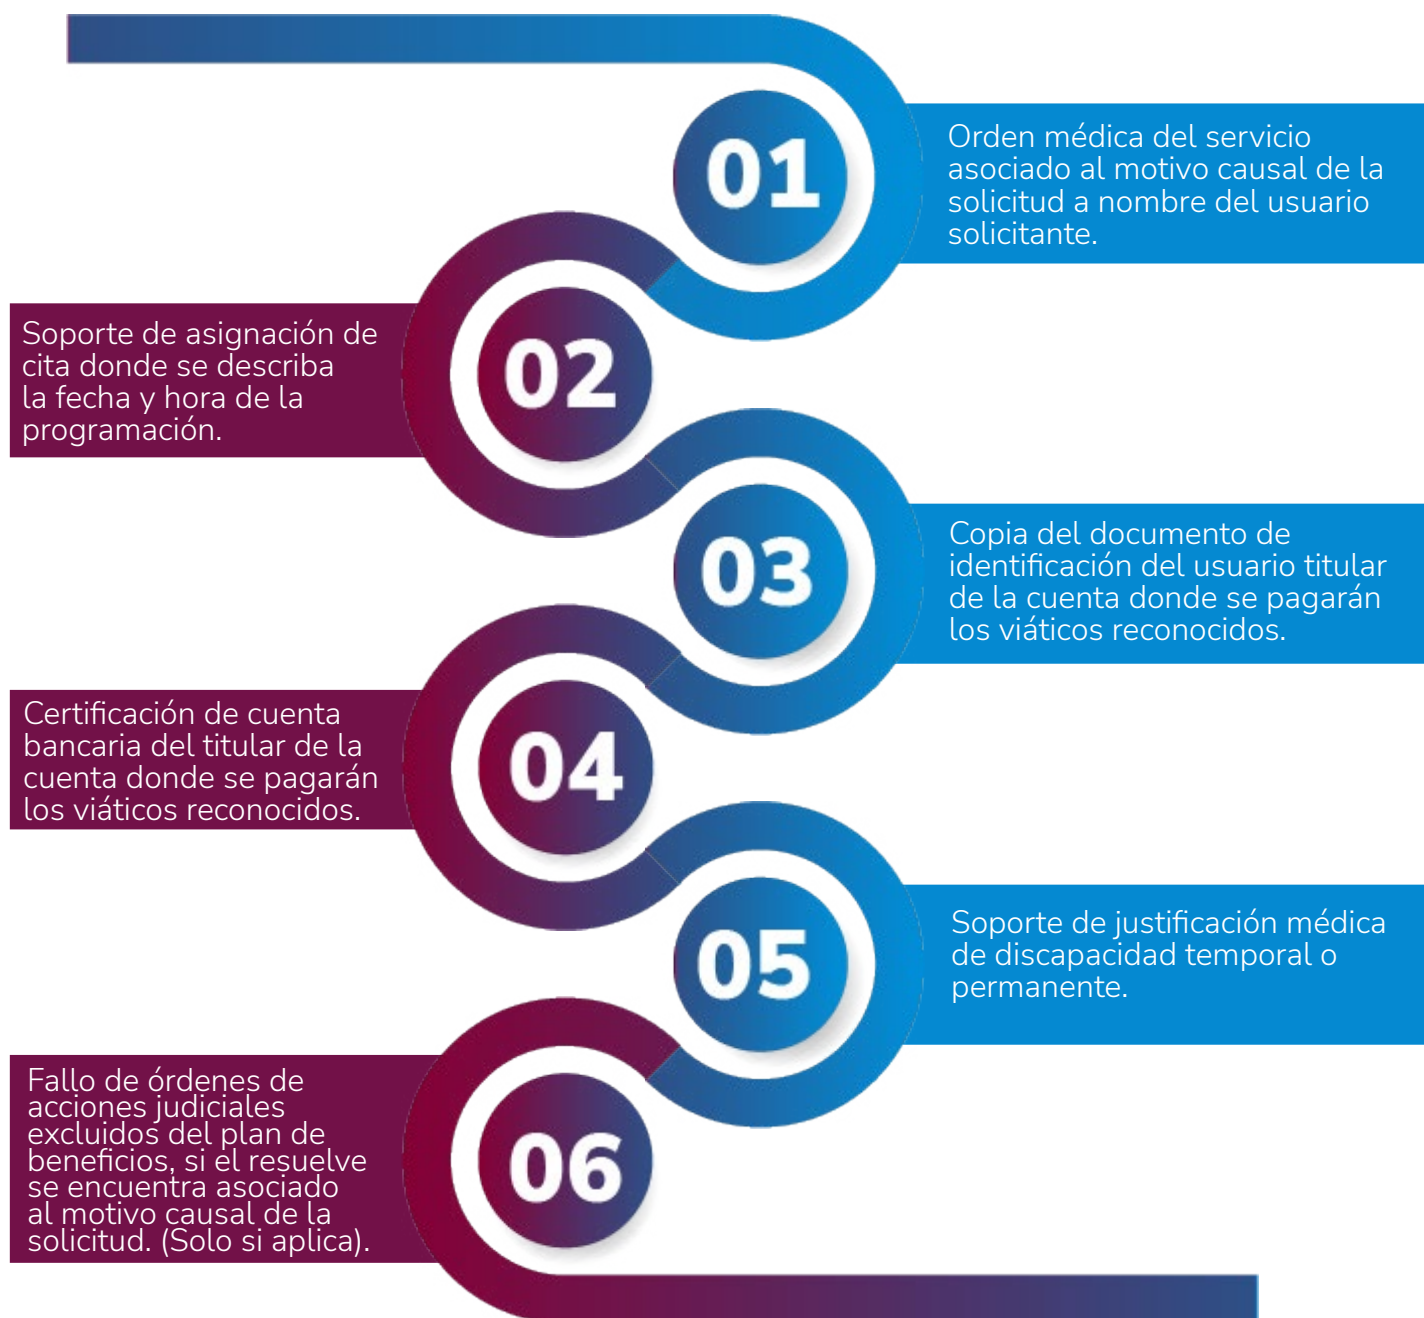 01
Orden médica del servicio
asociado al motivo causal de la
solicitud a nombre del usuario
solicitante.
02
Soporte de asignación de
cita donde se describa
la fecha y hora de la
programación.
03
Copia del documento de
identificación del usuario titular
de la cuenta donde se pagarán
los viáticos reconocidos.
04
Certificación de cuenta
bancaria del titular de la
cuenta donde se pagarán
los viáticos reconocidos.
05
Soporte de justificación médica
de discapacidad temporal o
permanente.
06
Fallo de órdenes de
acciones judiciales
excluidos del plan de
beneficios, si el resuelve
se encuentra asociado
al motivo causal de la
solicitud. (Solo si aplica).